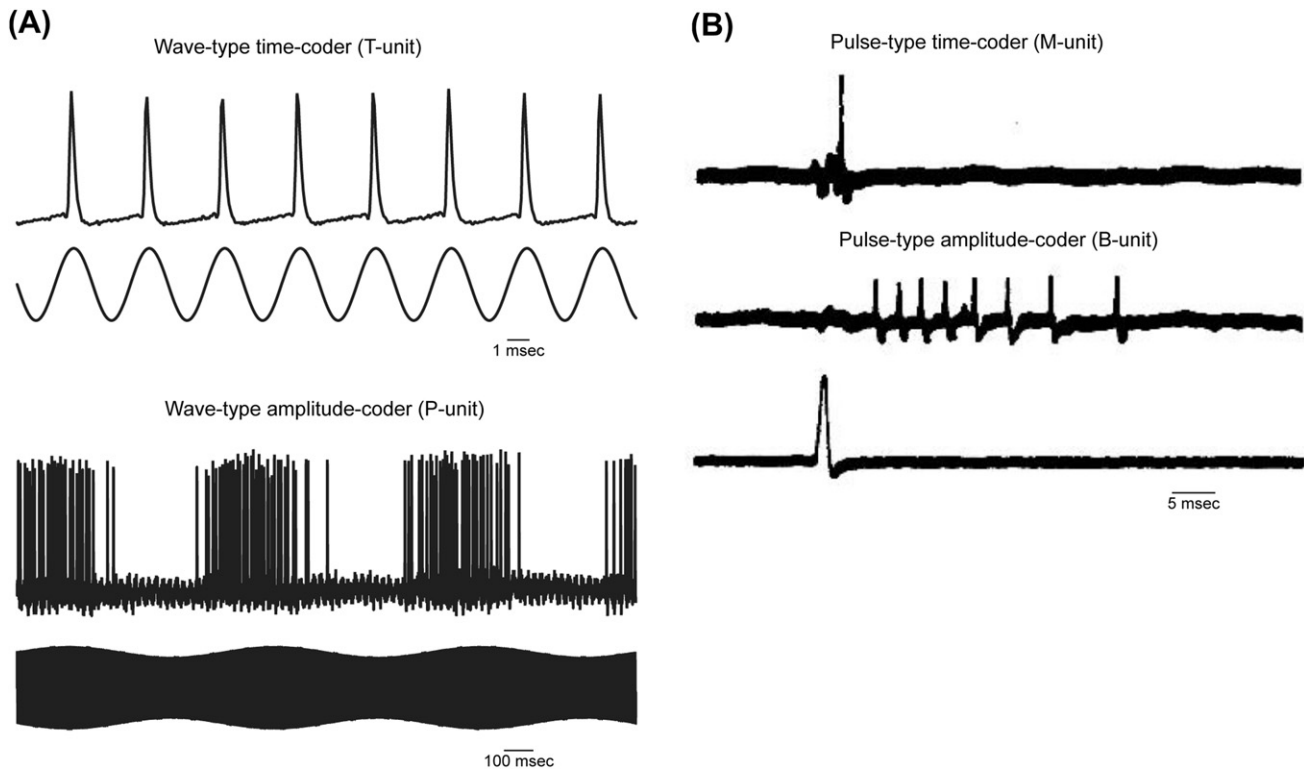 (A)
Wave-type time-coder (T-unit)
1 msec
Wave-type amplitude-coder (P-unit)
100 msec
(B)
Pulse-type time-coder (M-unit)
Pulse-type amplitude-coder (B-unit)
5 msec